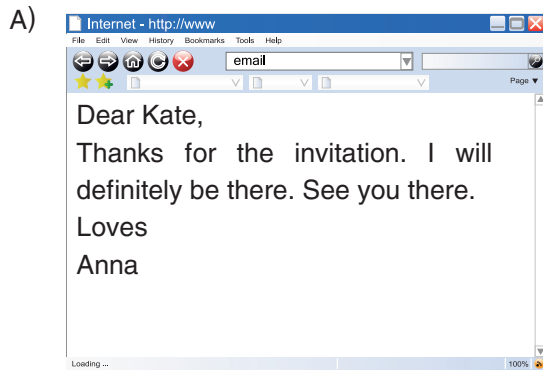 A)
Internet - http://www
File Edit View History Bookmarks Tools Help
email
Page
Dear Kate,
Thanks for the invitation. I will
definitely be there. See you there.
Loves
Anna
Loading ...
100%